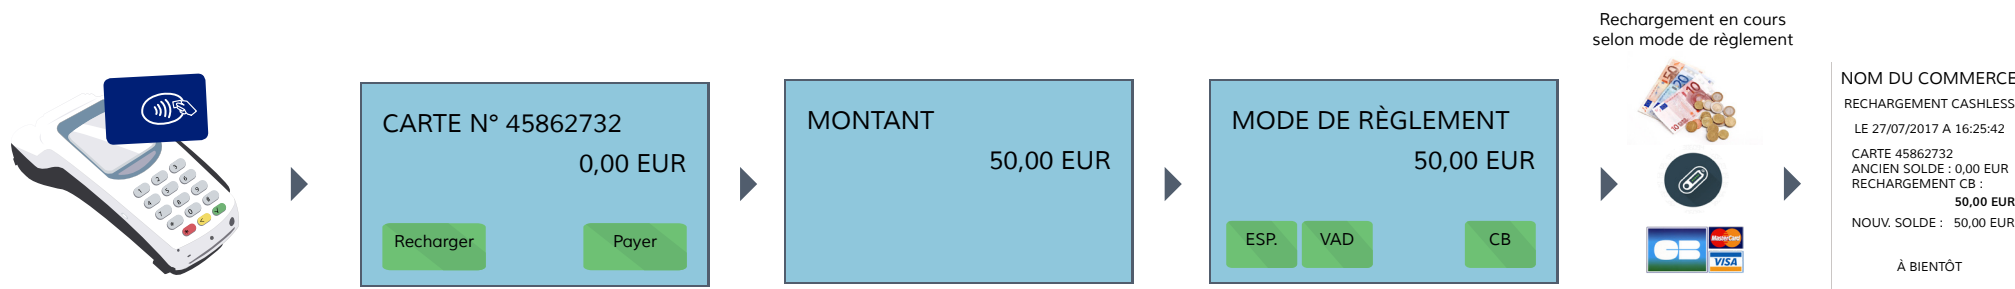 CARTE N° 45862732
0,00 EUR
Recharger
Payer
MONTANT
50,00 EUR
MODE DE RÈGLEMENT
50,00 EUR
ESP.
VAD
CB
Rechargement en cours
selon mode de règlement
CB
MasterCard
VISA
NOM DU COMMERCE
RECHARGEMENT CASHLESS
LE 27/07/2017 A 16:25:42
CARTE 45862732
ANCIEN SOLDE : 0,00 EUR
RECHARGEMENT CB :
50,00 EUR
NOUV. SOLDE : 50,00 EUR
À BIENTÔT